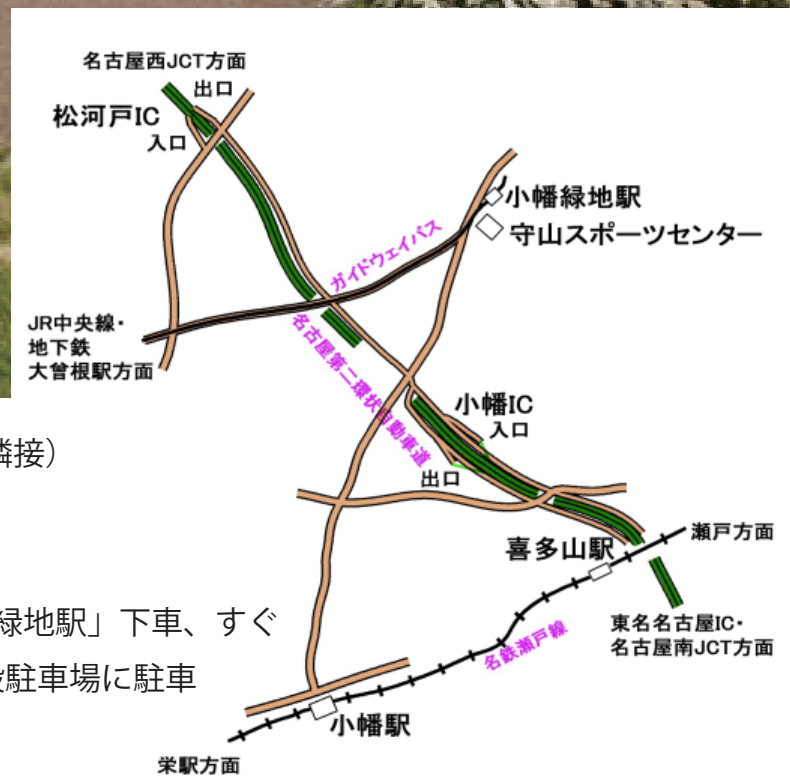 名古屋西JCT方面
出口
松河戸IC
入口
小幡緑地駅
守山スポーツセンター
ガイドウェイバス
JR中央線・
地下鉄
大曾根駅方面
名古屋第二環状自動車道
小幡IC
入口
隣接）
出口
喜多山駅
瀬戸方面
緑地駅」下車、すぐ
東名名古屋IC・
名古屋南JCT方面
名鉄瀬戸線
駐車場に駐車
小幡駅
栄駅方面